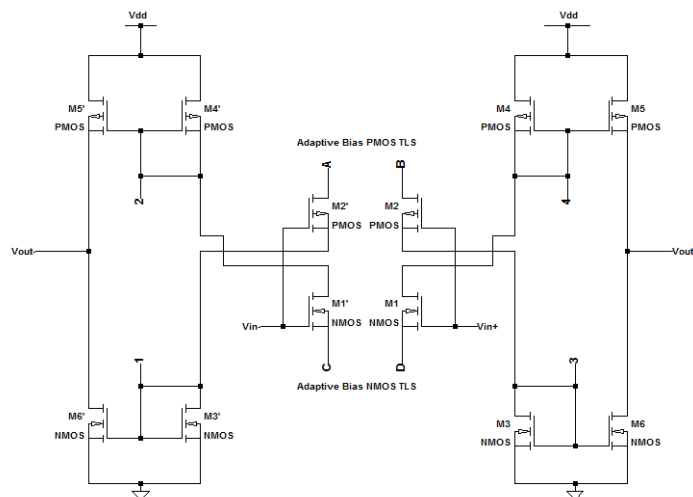 Vdd
Vdd
M5'
M4'
M4
M5
PMOS
PMOS
PMOS
PMOS
Adaptive Bias PMOS TLS
A
B
2
4
M2'
M2
PMOS
PMOS
Vout-
Vout
M1'
M1
Vin-
NMOS
NMOS
Vin+
1
C
D
3
Adaptive Bias NMOS TLS
M6'
M3'
M3
M6
NMOS
NMOS
NMOS
NMOS